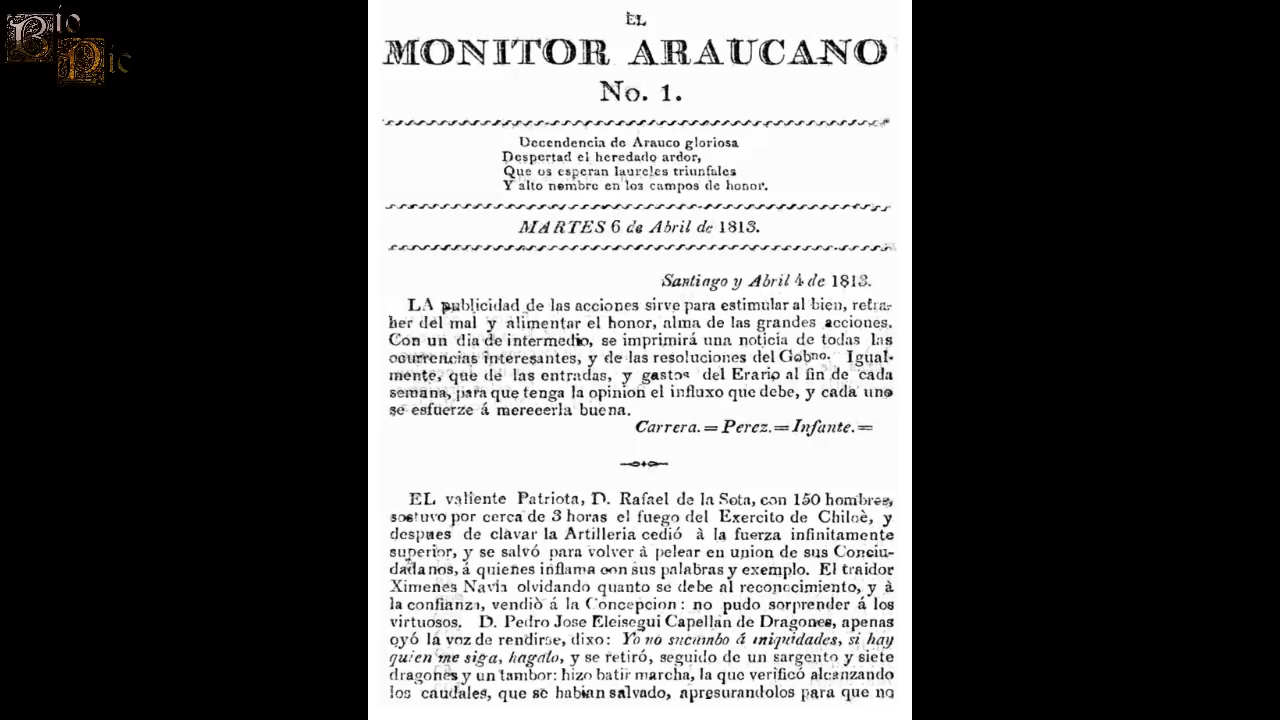 Bio
Pic
EL
MONITOR ARAUCANO
No. 1.
Decendencia de Arauco gloriosa
Despertad el heredado ardor,
Que os esperan laureles triunfales
Y alto nombre en los campos de honor.
MARTES 6 de Abril de 1813.
Santiago y Abril 4 de 1813.
LA publicidad de las acciones sirve para estimular al bien, retra-
her del mal y alimentar el honor, alma de las grandes acciones.
Con un dia de intermedio, se imprimirá una noticia de todas las
ocurrencias interesantes, y de las resoluciones del Gobno. Igual-
mente, que de las entradas, y gastos del Erario al fin de cada
semana, para que tenga la opinion el influxo que debe, y cada uno
se esfuerze á merecerla buena.
Carrera.=Perez.=Infante.=
EL valiente Patriota, D. Rafael de la Sota, con 150 hombres,
sostuvo por cerca de 3 horas el fuego del Exercito de Chiloè, y
despues de clavar la Artilleria cedió à la fuerza infinitamente
superior, y se salvó para volver à pelear en union de sus Conciu-
dadanos, á quienes inflama con sus palabras y exemplo. El traidor
Ximenes Navia olvidando quanto se debe al reconocimiento, y à
la confianza, vendiò á la Concepcion: no pudo sorprender á los
virtuosos. D. Pedro Jose Eleisegui Capellan de Dragones, apenas
oyó la voz de rendirse, dixo: Yo no sucumbo á iniquidades, si hay
quien me siga, hagalo, y se retiró, seguido de un sargento y siete
dragones y un tambor: hizo batir marcha, la que verificó alcanzando
los caudales, que se habian salvado, apresurandolos para que no